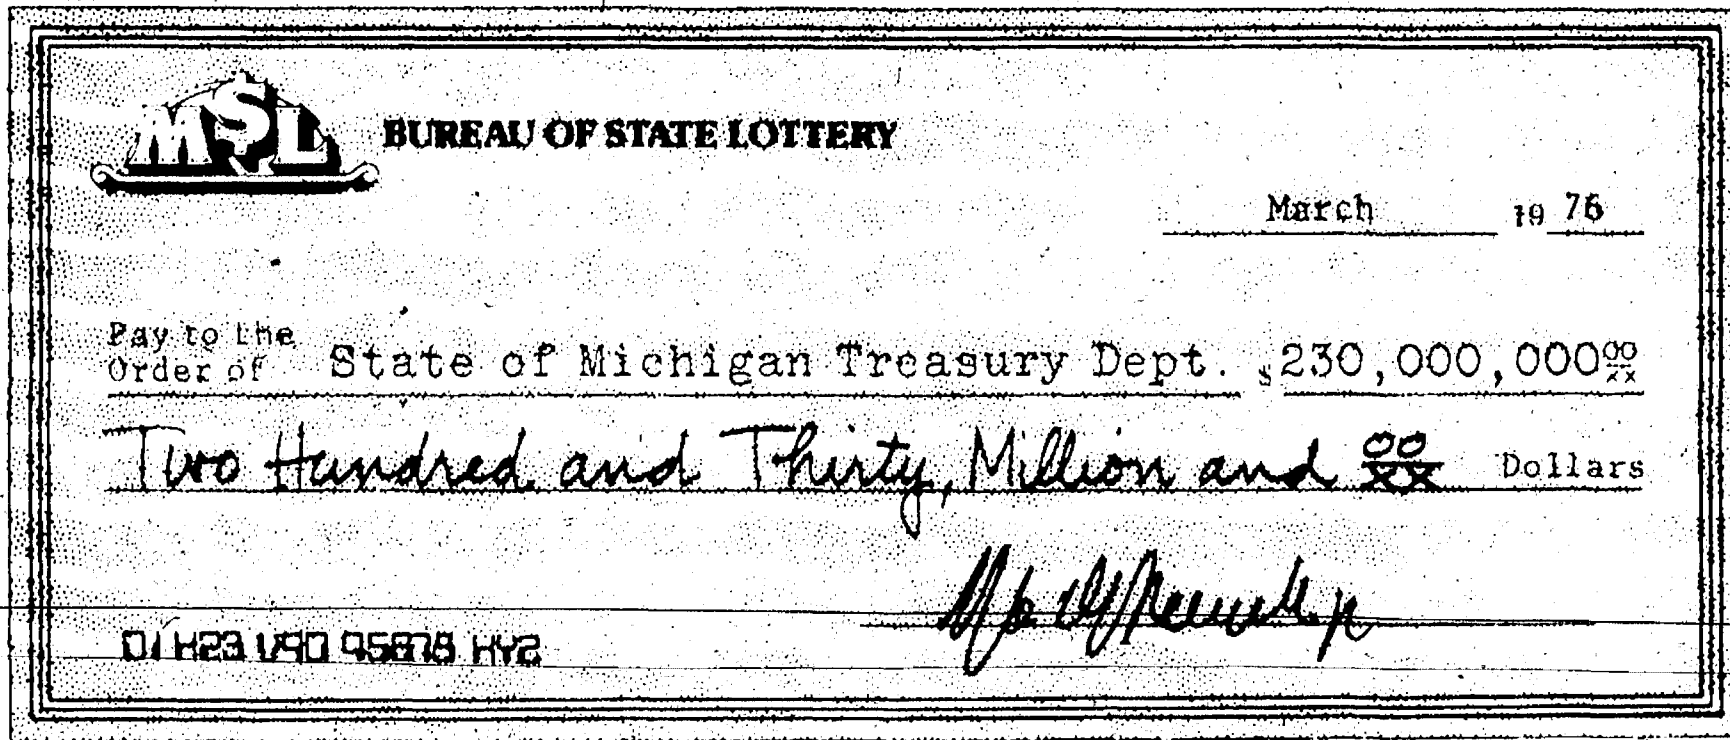 M$L BUREAU OF STATE LOTTERY
March 19 76
Pay to the
Order of State of Michigan Treasury Dept. $ 230,000,000 00/xx
Two Hundred and Thirty, Million and 00/xx Dollars